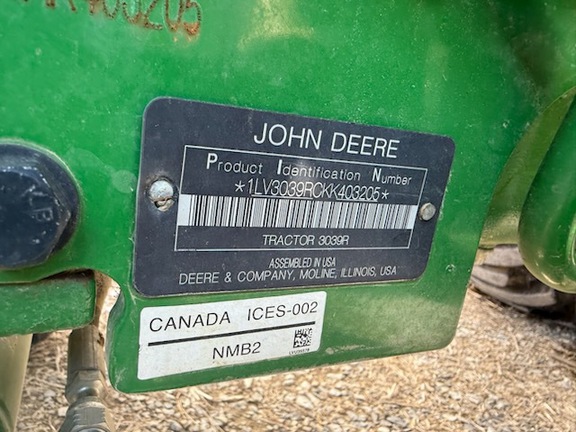 403205
JOHN DEERE
Product Identification Number
*1LV3039RCKK403205*
TRACTOR 3039R
ASSEMBLED IN USA
DEERE & COMPANY, MOLINE, ILLINOIS, USA
CANADA ICES-002
NMB2